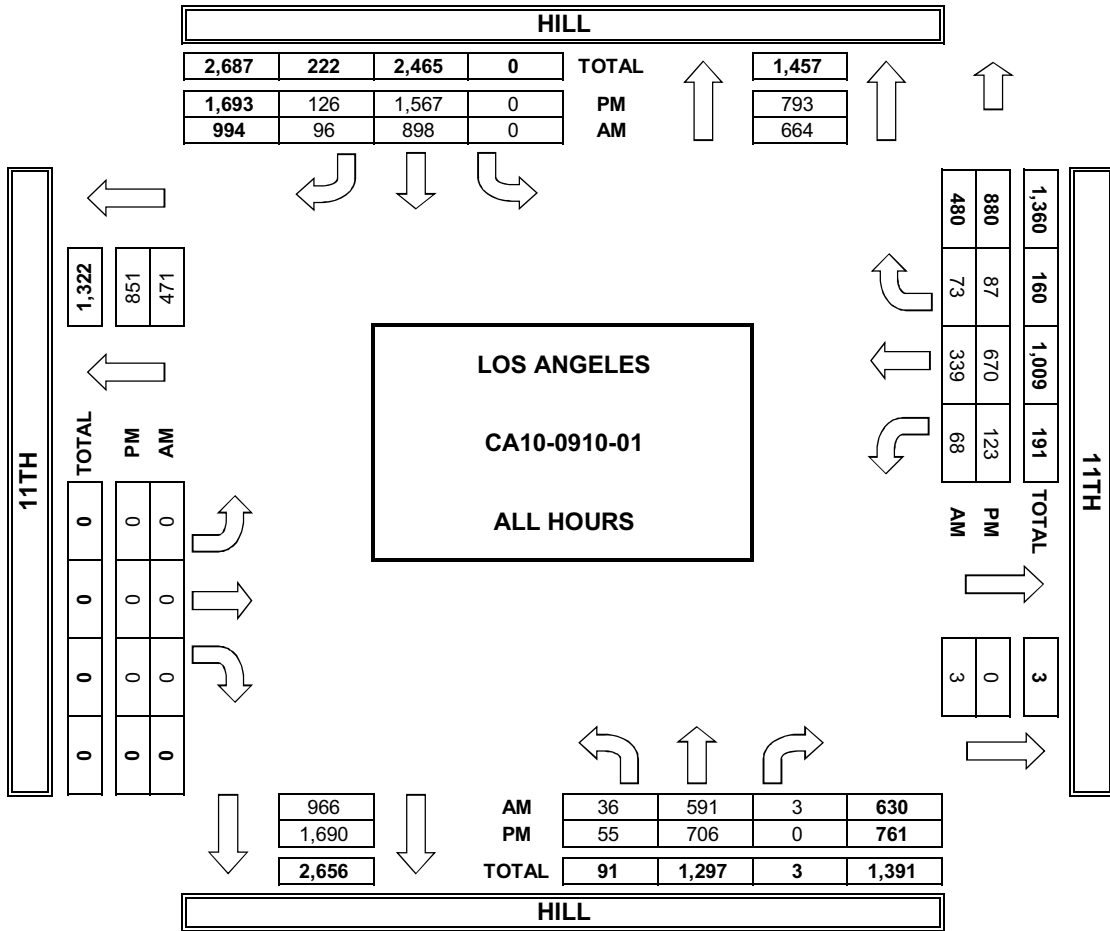 HILL
2,687 222 2,465 0 TOTAL 1,457
1,693 126 1,567 0 PM 793
994 96 898 0 AM 664
11TH
1,322
851
471
TOTAL
PM
AM
0 0 0
0 0 0
0 0 0
0 0 0
LOS ANGELES
CA10-0910-01
ALL HOURS
480 880 1,360
73 87 160
339 670 1,009
68 123 191
AM PM TOTAL
3 0 3
11TH
966 AM 36 591 3 630
1,690 PM 55 706 0 761
2,656 TOTAL 91 1,297 3 1,391
HILL